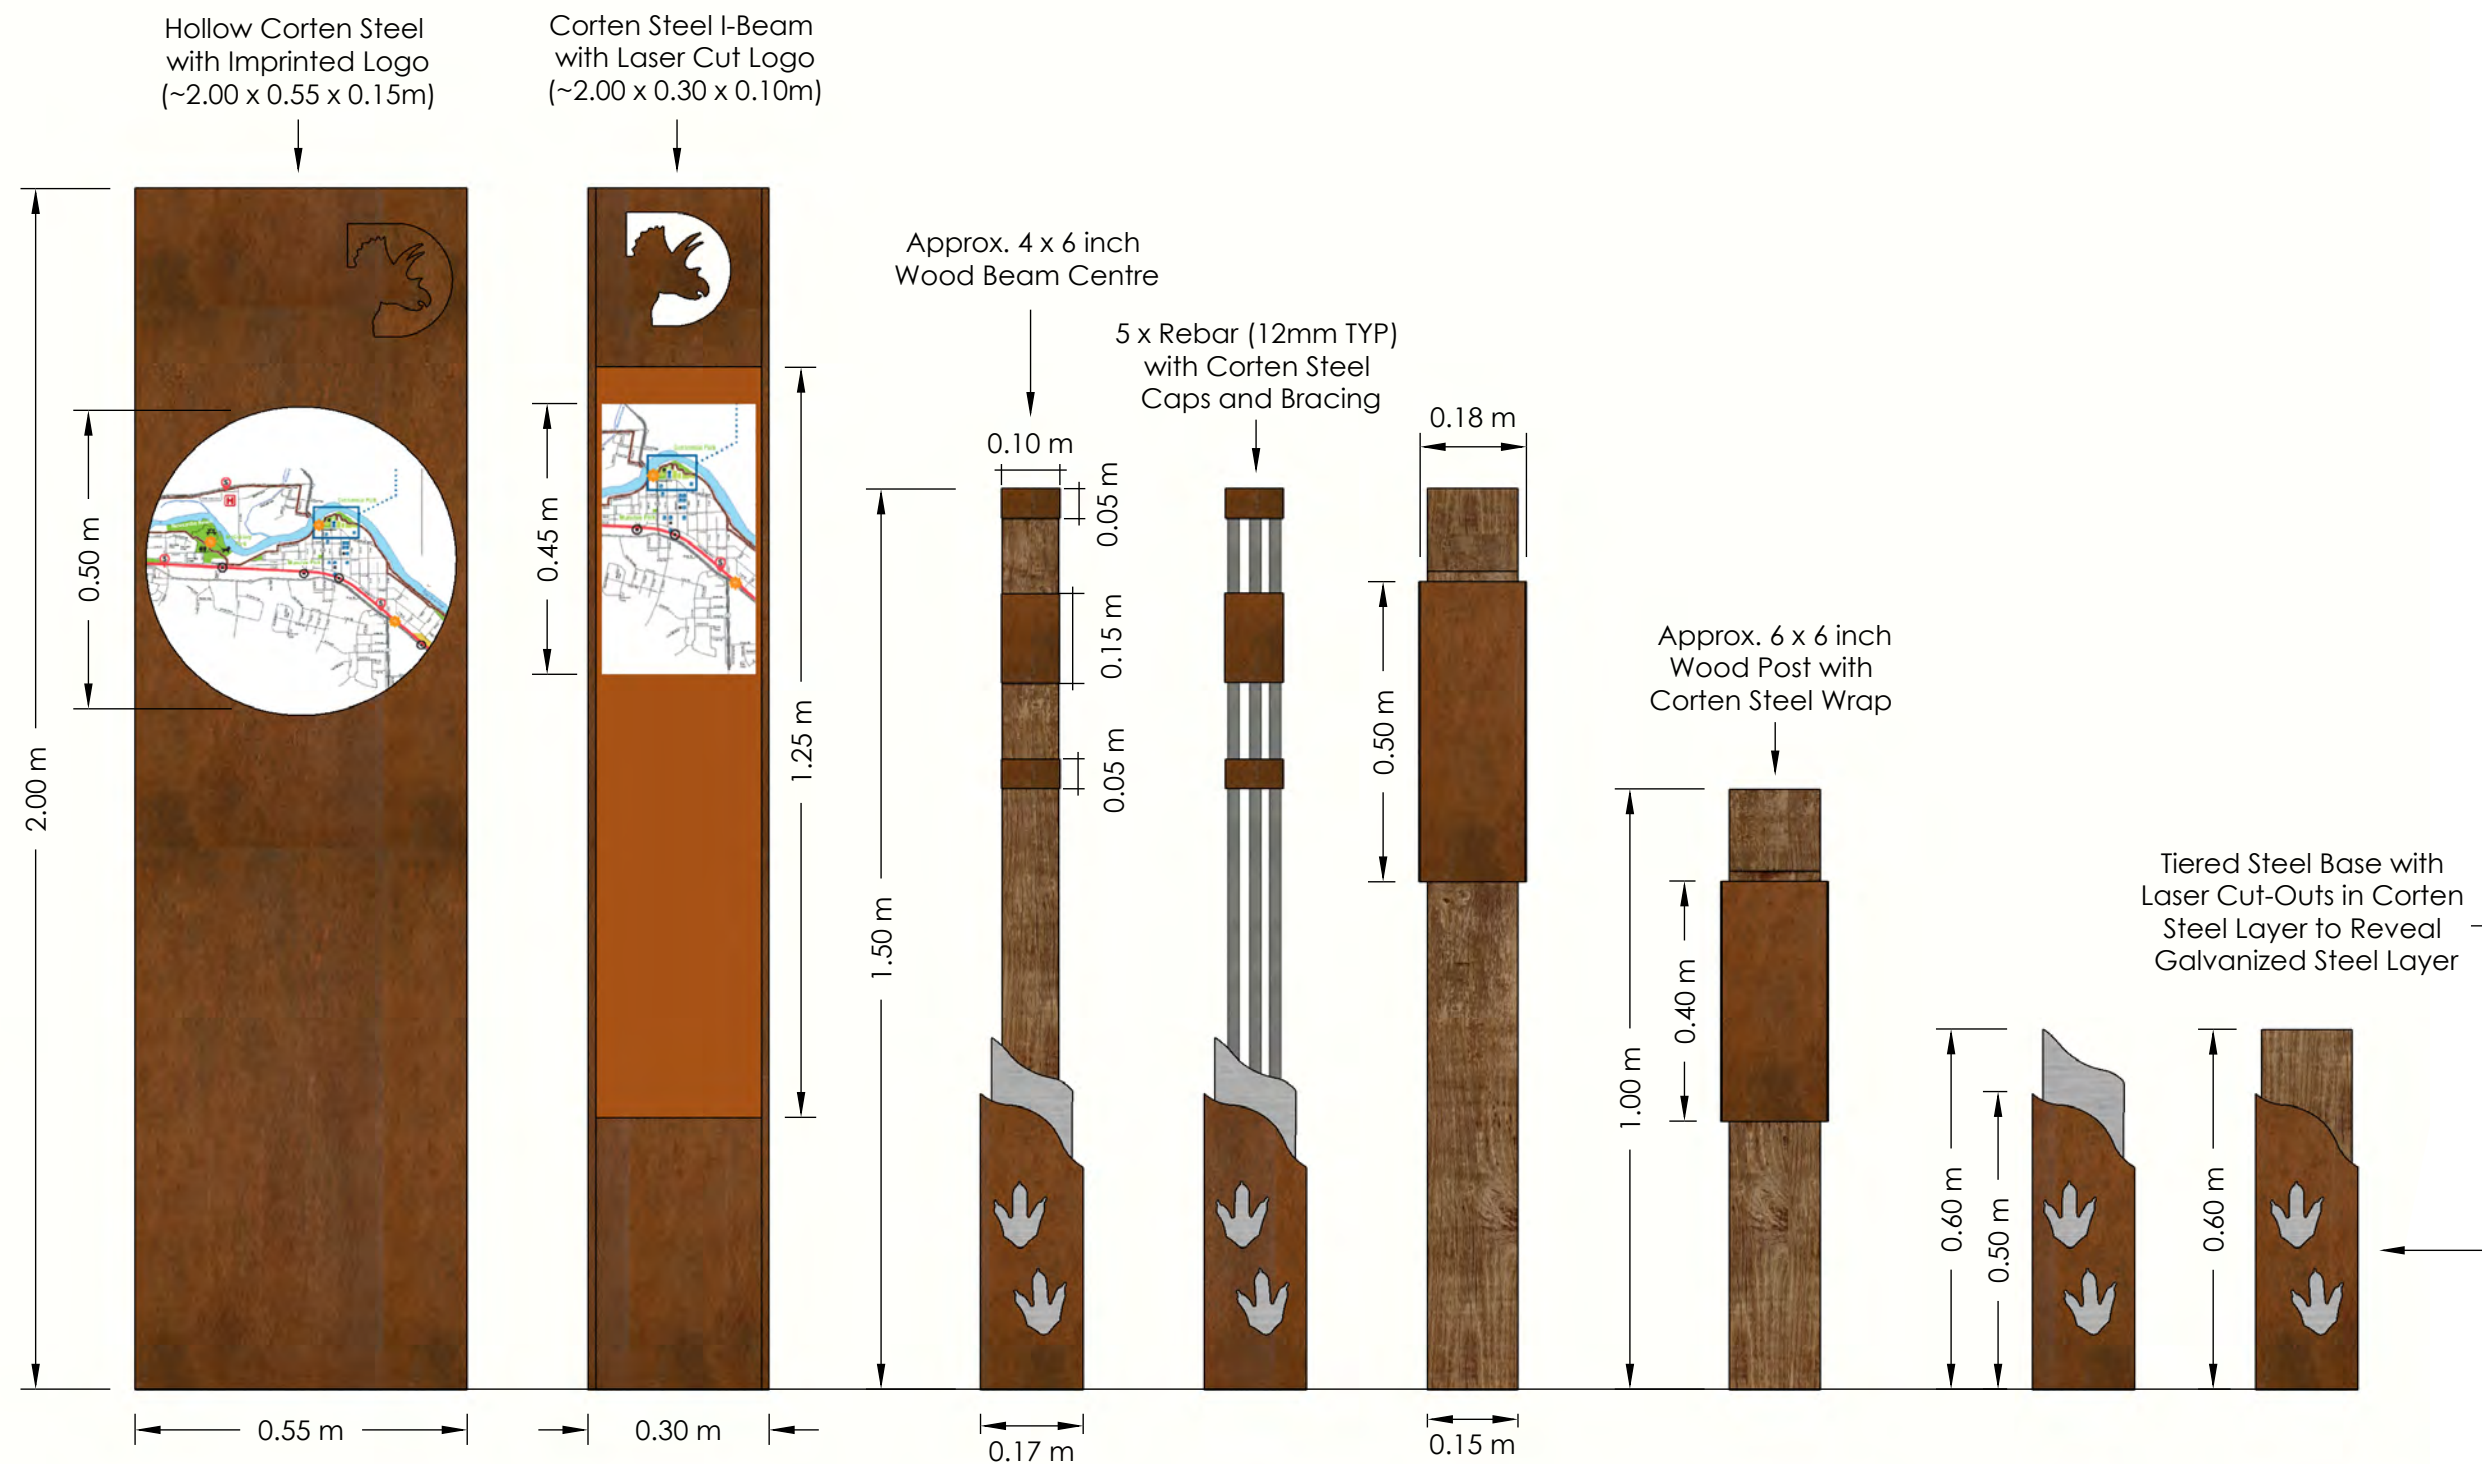 Hollow Corten Steel
with Imprinted Logo
(~2.00 x 0.55 x 0.15m)
Corten Steel I-Beam
with Laser Cut Logo
(~2.00 x 0.30 x 0.10m)
Approx. 4 x 6 inch
Wood Beam Centre
5 x Rebar (12mm TYP)
with Corten Steel
Caps and Bracing
Approx. 6 x 6 inch
Wood Post with
Corten Steel Wrap
Tiered Steel Base with
Laser Cut-Outs in Corten
Steel Layer to Reveal
Galvanized Steel Layer
2.00 m
0.50 m
H
0.55 m
0.45 m
1.25 m
0.30 m
1.50 m
0.10 m
0.05 m
0.15 m
0.05 m
0.17 m
0.18 m
0.50 m
0.15 m
1.00 m
0.40 m
0.60 m
0.50 m
0.60 m